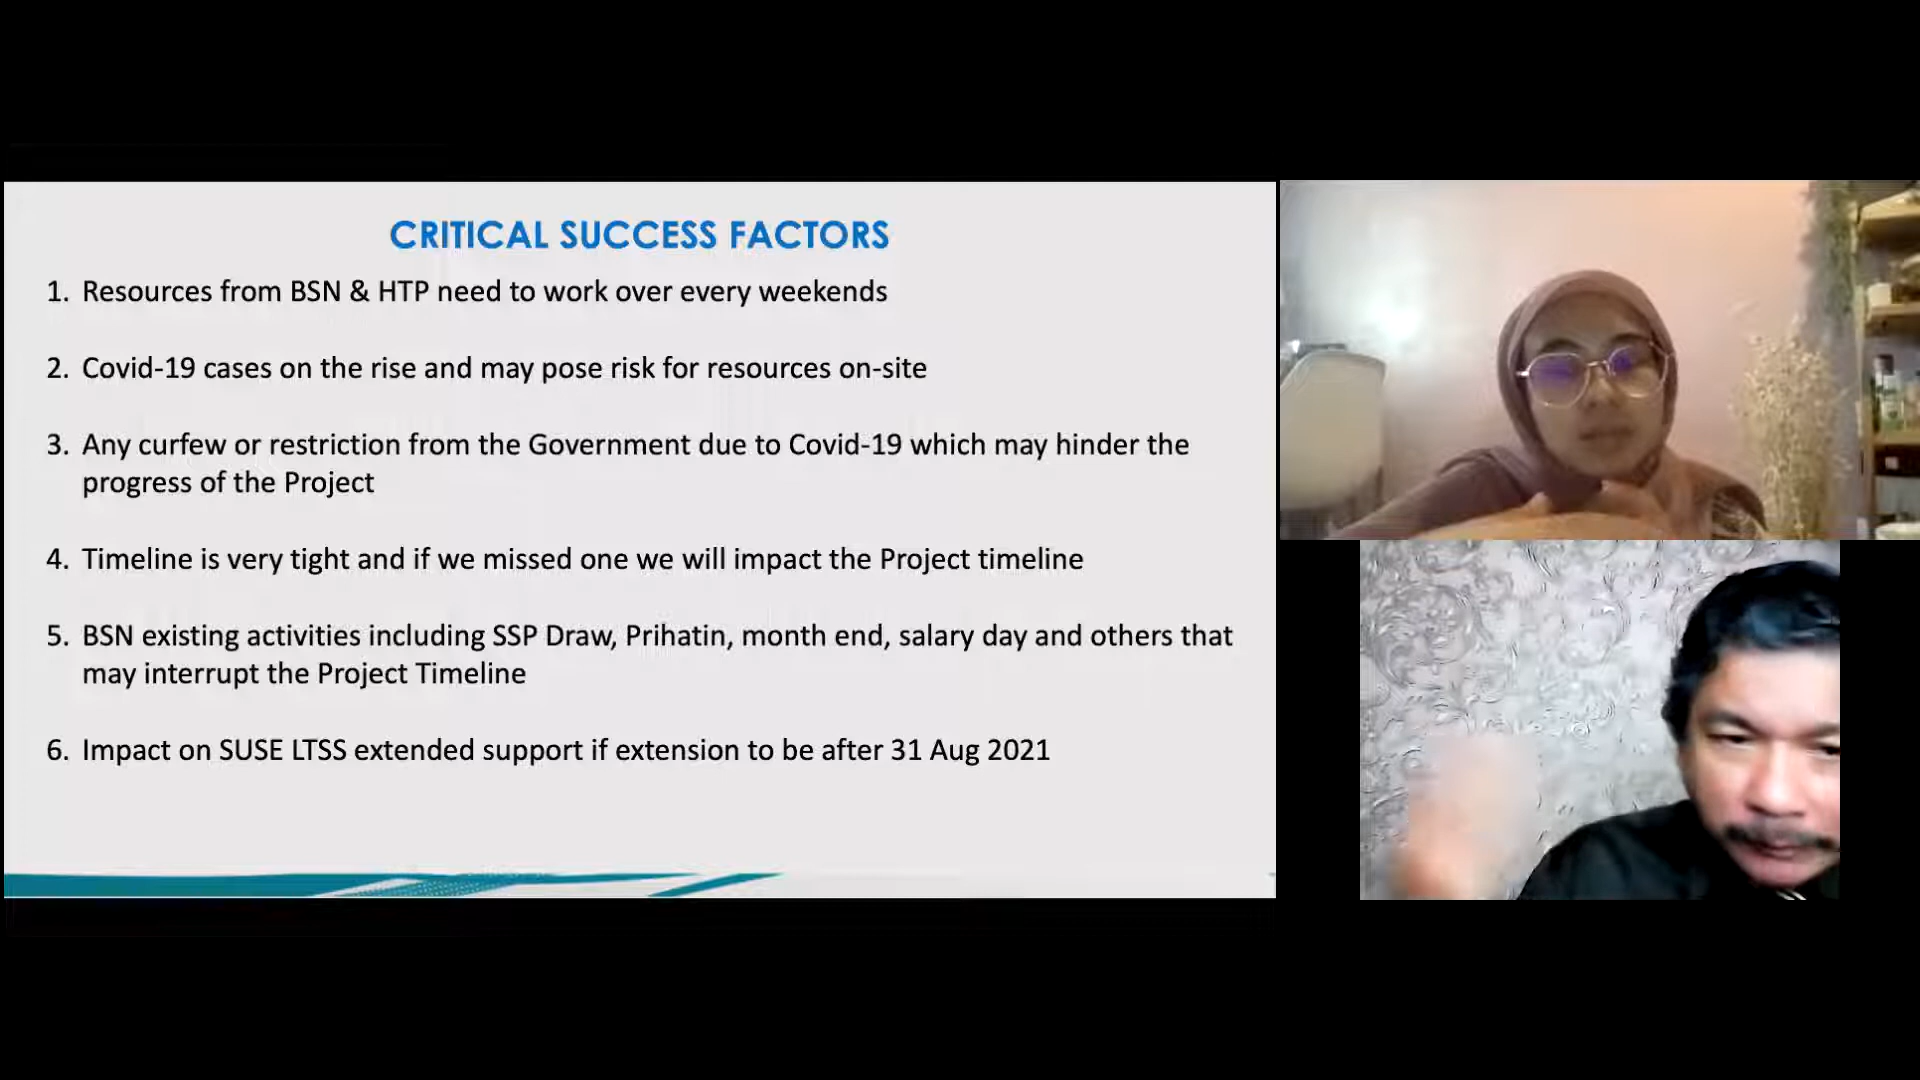 CRITICAL SUCCESS FACTORS
1. Resources from BSN & HTP need to work over every weekends
2. Covid-19 cases on the rise and may pose risk for resources on-site
3. Any curfew or restriction from the Government due to Covid-19 which may hinder the
progress of the Project
4. Timeline is very tight and if we missed one we will impact the Project timeline
5. BSN existing activities including SSP Draw, Prihatin, month end, salary day and others that
may interrupt the Project Timeline
6. Impact on SUSE LTSS extended support if extension to be after 31 Aug 2021